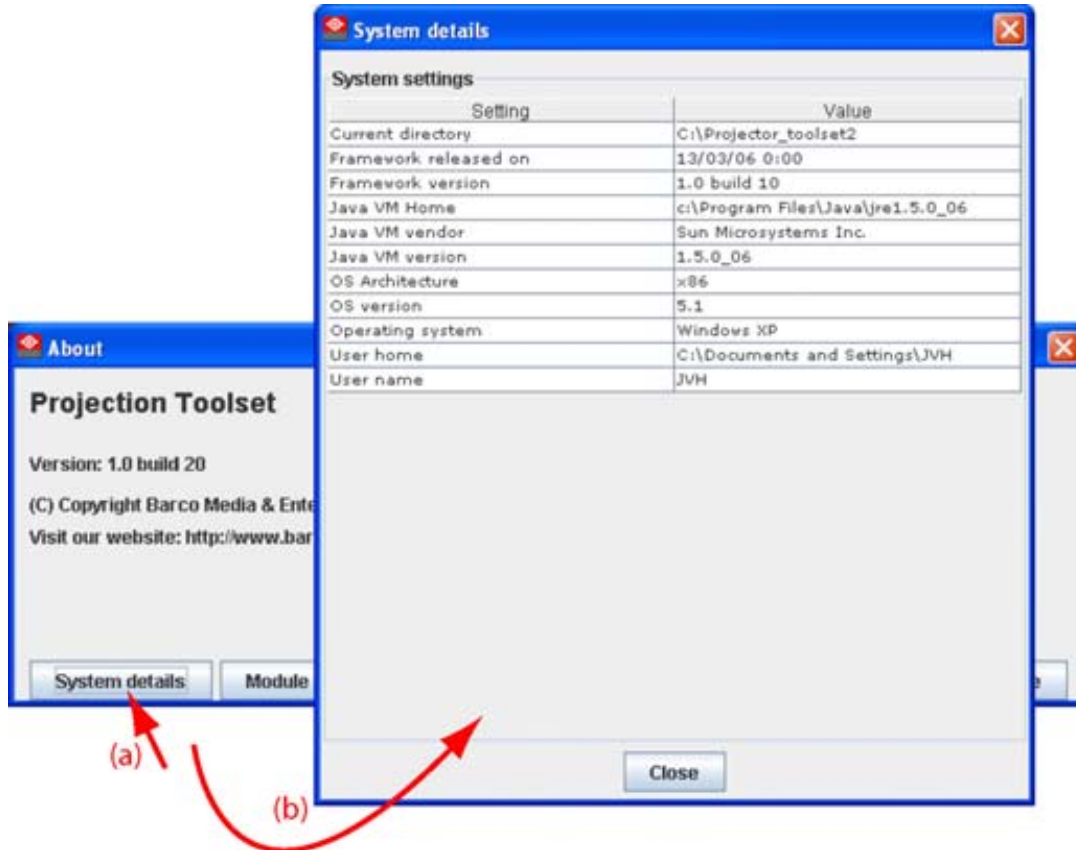 System details
System settings
Setting Value
Current directory C:\Projector_toolset2
Framework released on 13/03/06 0:00
Framework version 1.0 build 10
Java VM Home c:\Program Files\Java\jre1.5.0_06
Java VM vendor Sun Microsystems Inc.
Java VM version 1.5.0_06
OS Architecture x86
OS version 5.1
Operating system Windows XP
User home C:\Documents and Settings\JVH
User name JVH
Close
About
Projection Toolset
Version: 1.0 build 20
(C) Copyright Barco Media & Ente
Visit our website: http://www.bar
System details Module
(a)
(b)